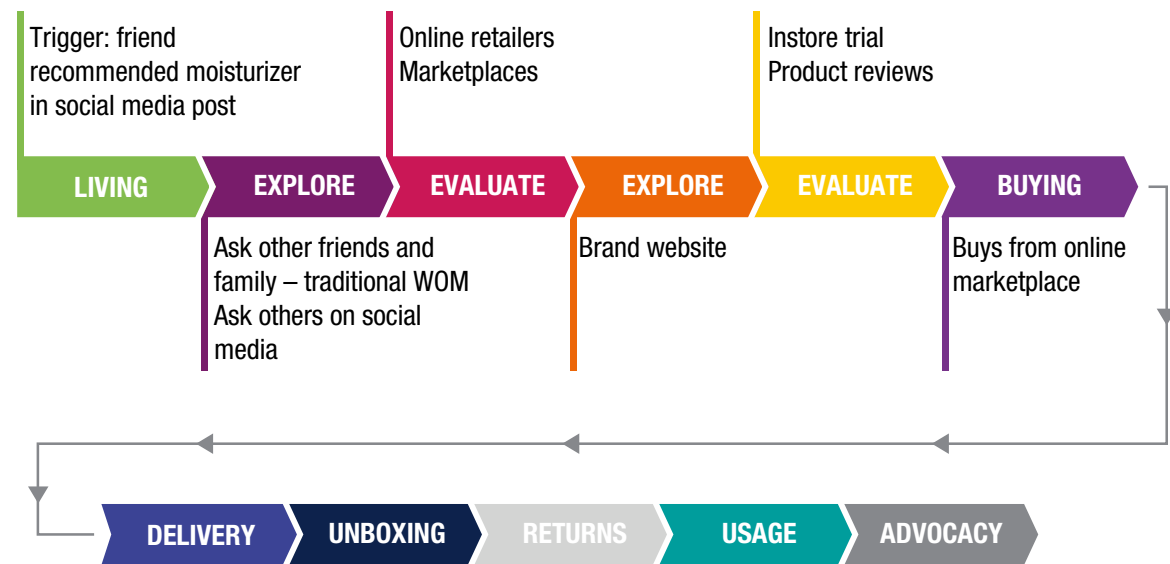 Trigger: friend
recommended moisturizer
in social media post
Online retailers
Marketplaces
Instore trial
Product reviews
LIVING
EXPLORE
EVALUATE
EXPLORE
EVALUATE
BUYING
Ask other friends and
family – traditional WOM
Ask others on social
media
Brand website
Buys from online
marketplace
DELIVERY
UNBOXING
RETURNS
USAGE
ADVOCACY